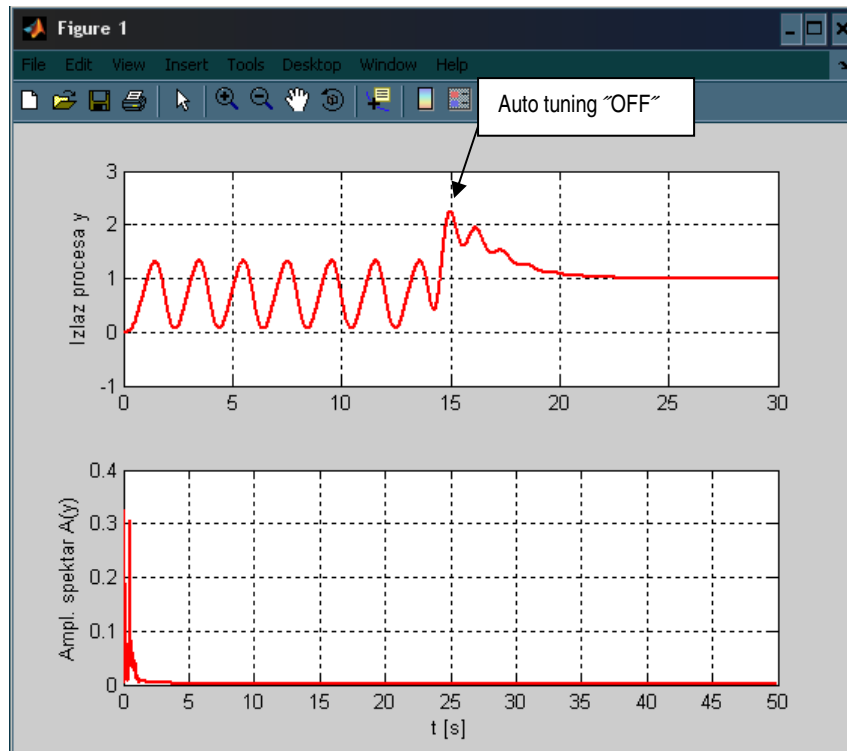 Figure 1
File Edit View Insert Tools Desktop Window Help
Auto tuning ˝OFF˝
Izlaz procesa y
3
2
1
0
-1
0 5 10 15 20 25 30
Ampl. spektar A(y)
0.4
0.3
0.2
0.1
0
0 5 10 15 20 25 30 35 40 45 50
t [s]